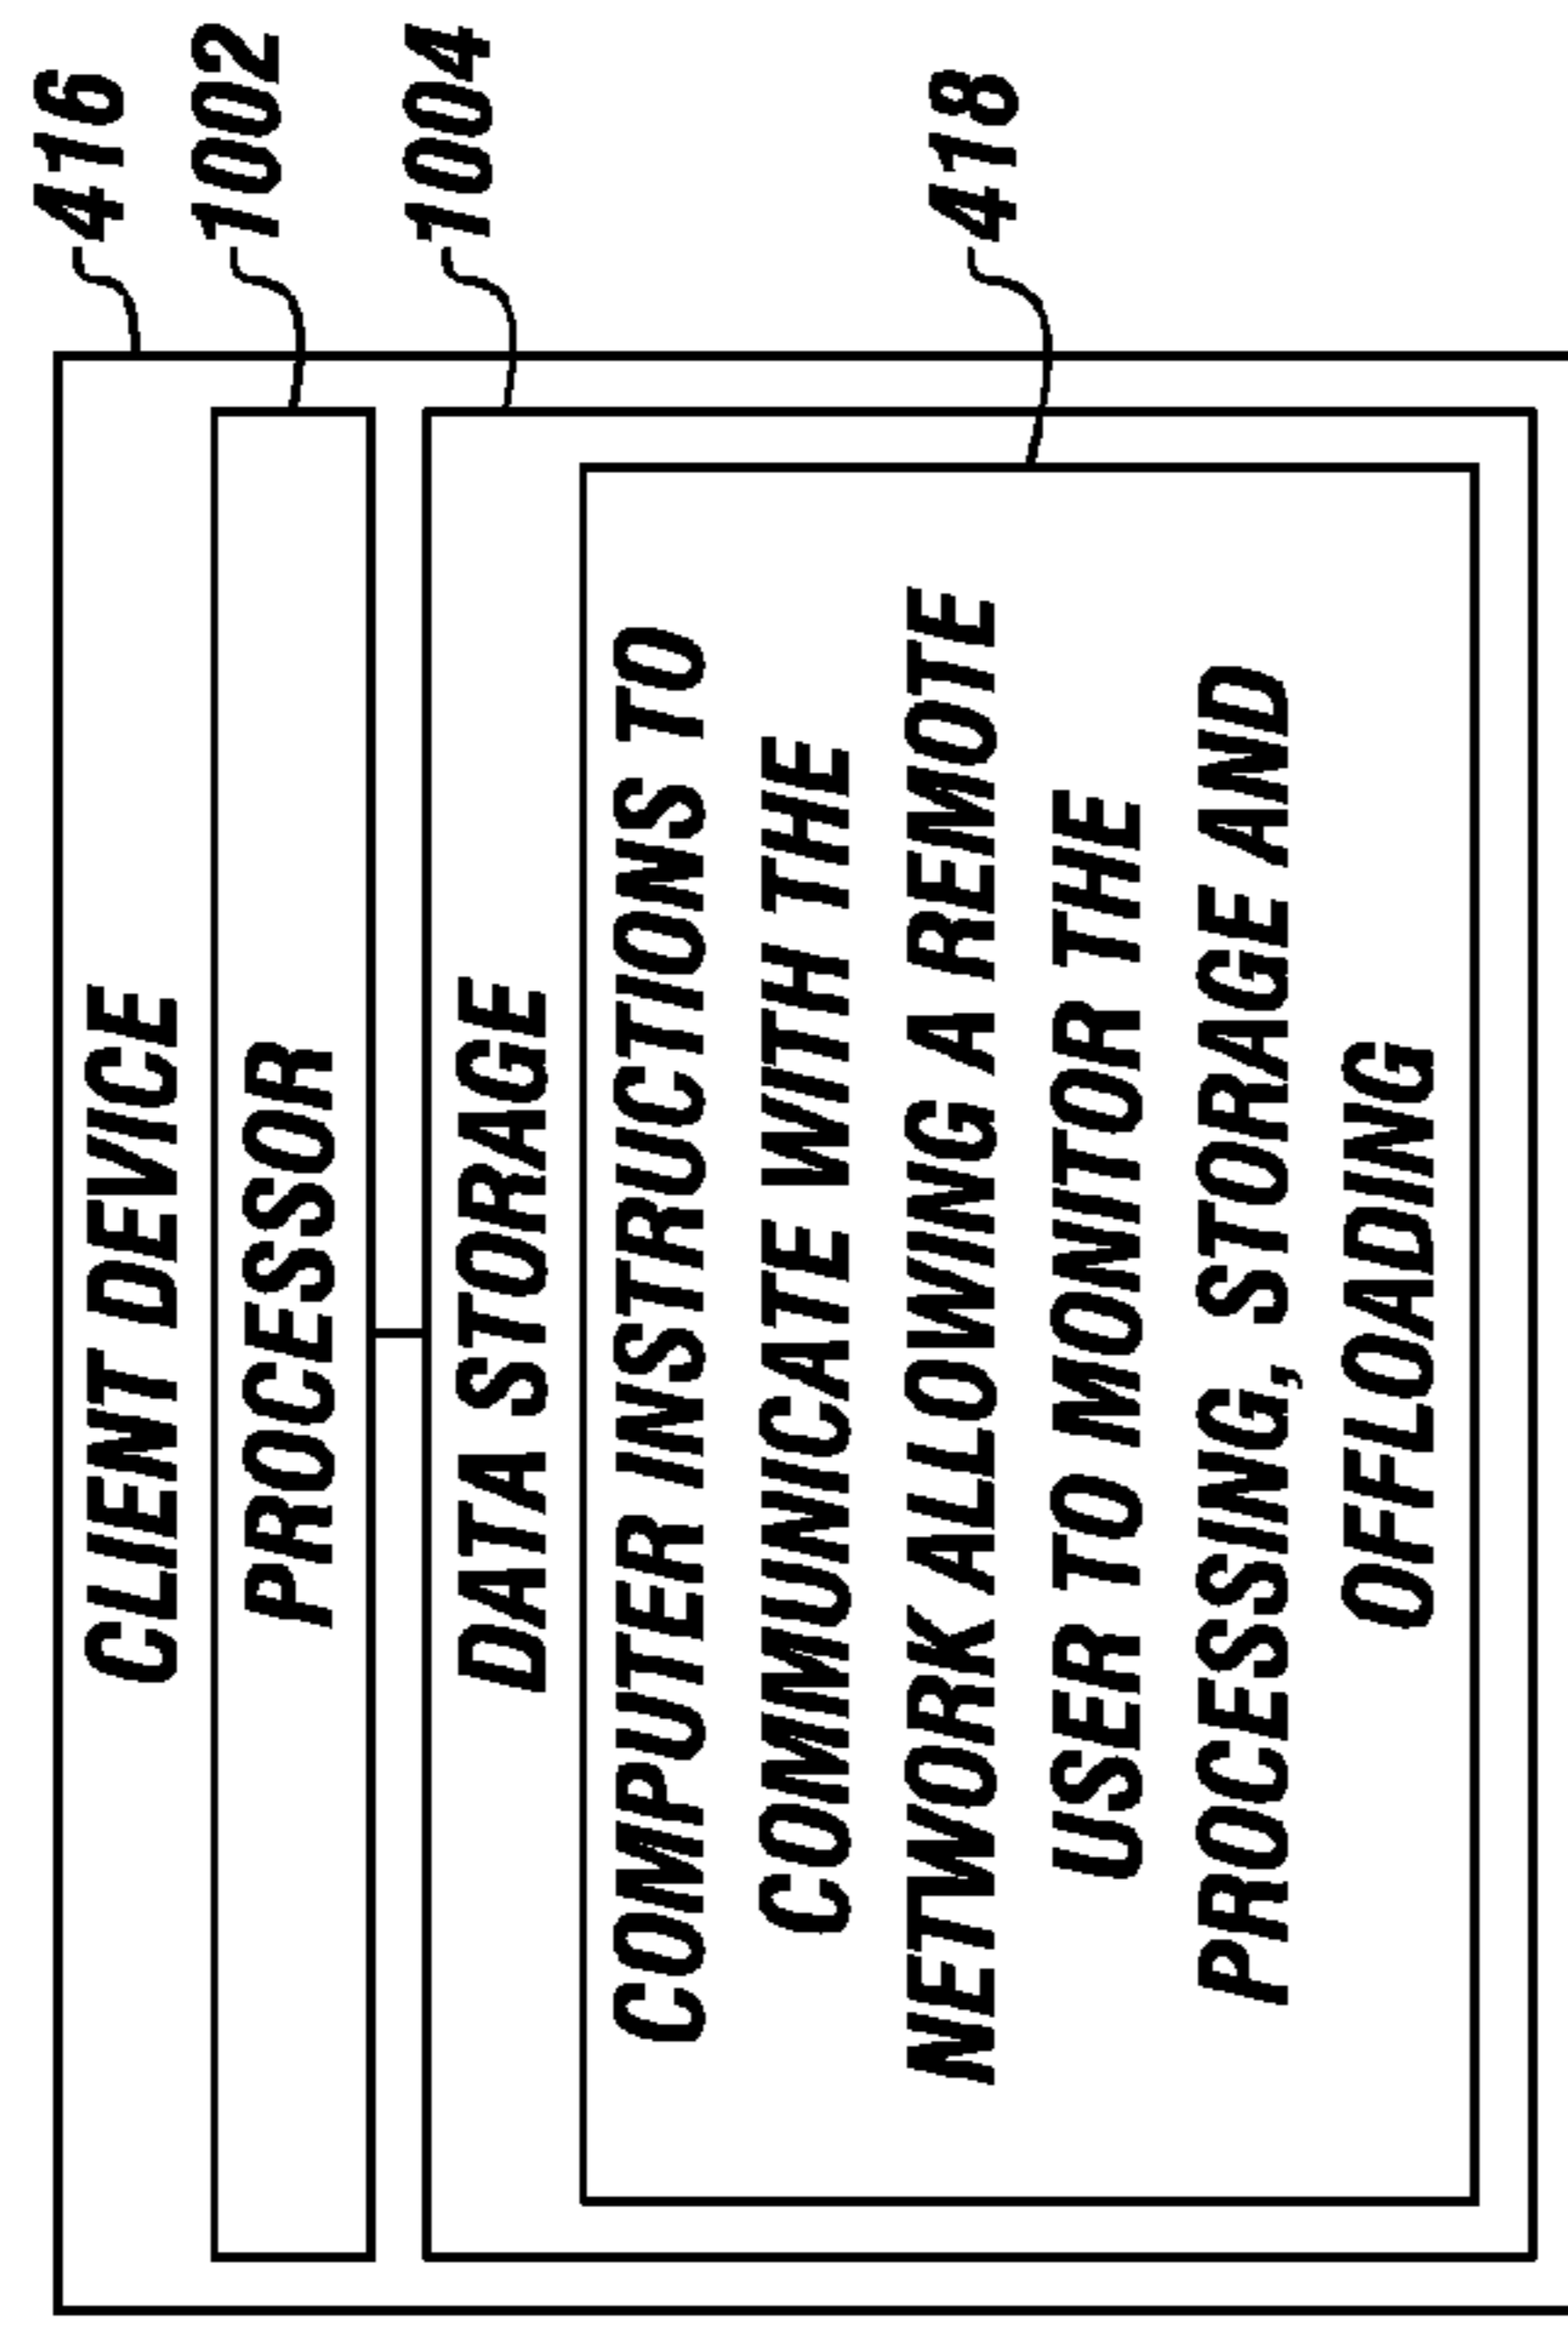 CLIENT DEVICE
416
PROCESSOR
1002
DATA STORAGE
1004
COMPUTER INSTRUCTIONS TO
COMMUNICATE WITH THE
NETWORK ALLOWING A REMOTE
USER TO MONITOR THE
PROCESSING, STORAGE AND
OFFLOADING
418